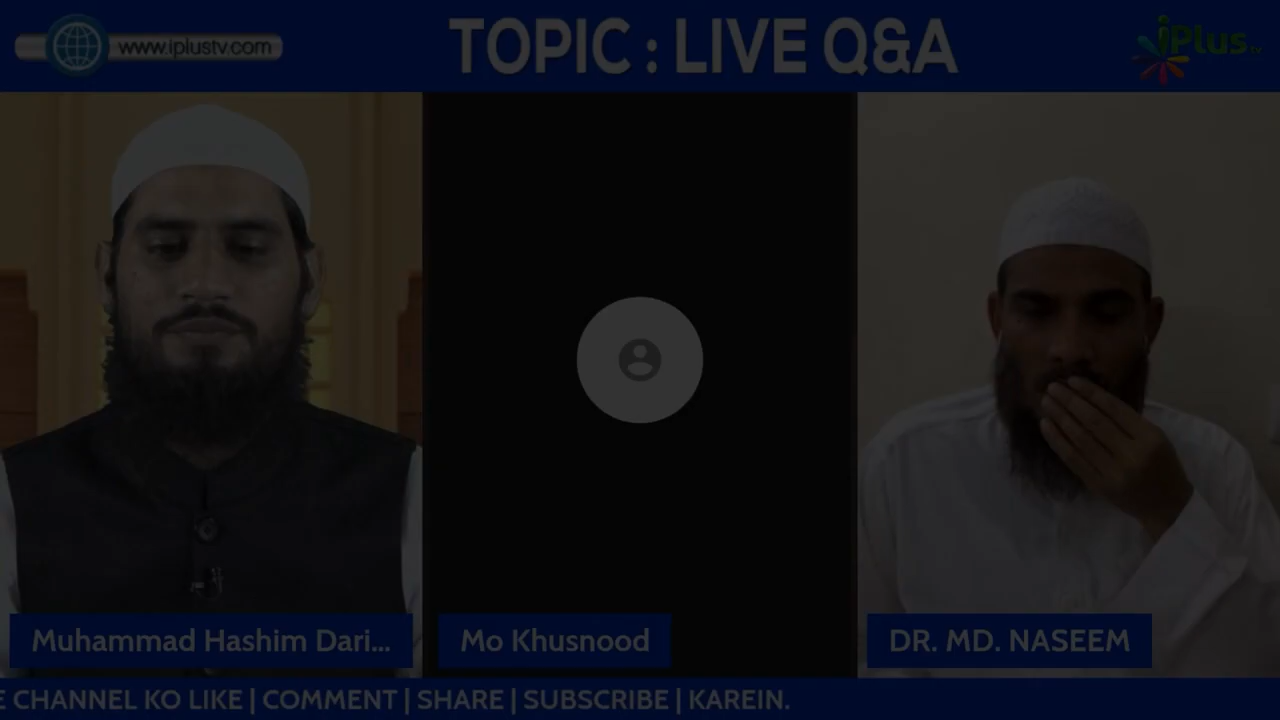 www.iplustv.com
TOPIC : LIVE Q&A
iPlus tv
Muhammad Hashim Dari...
Mo Khusnood
DR. MD. NASEEM
E CHANNEL KO LIKE | COMMENT | SHARE | SUBSCRIBE | KAREIN.